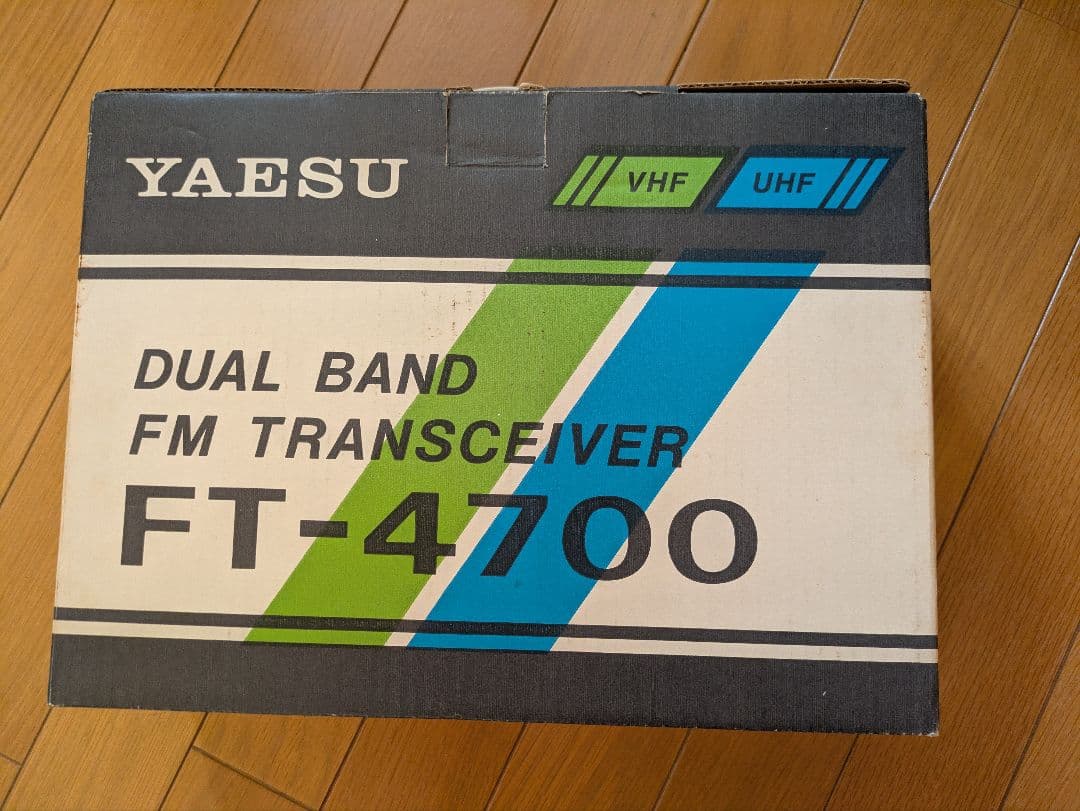 YAESU
VHF UHF
DUAL BAND
FM TRANSCEIVER
FT-4700